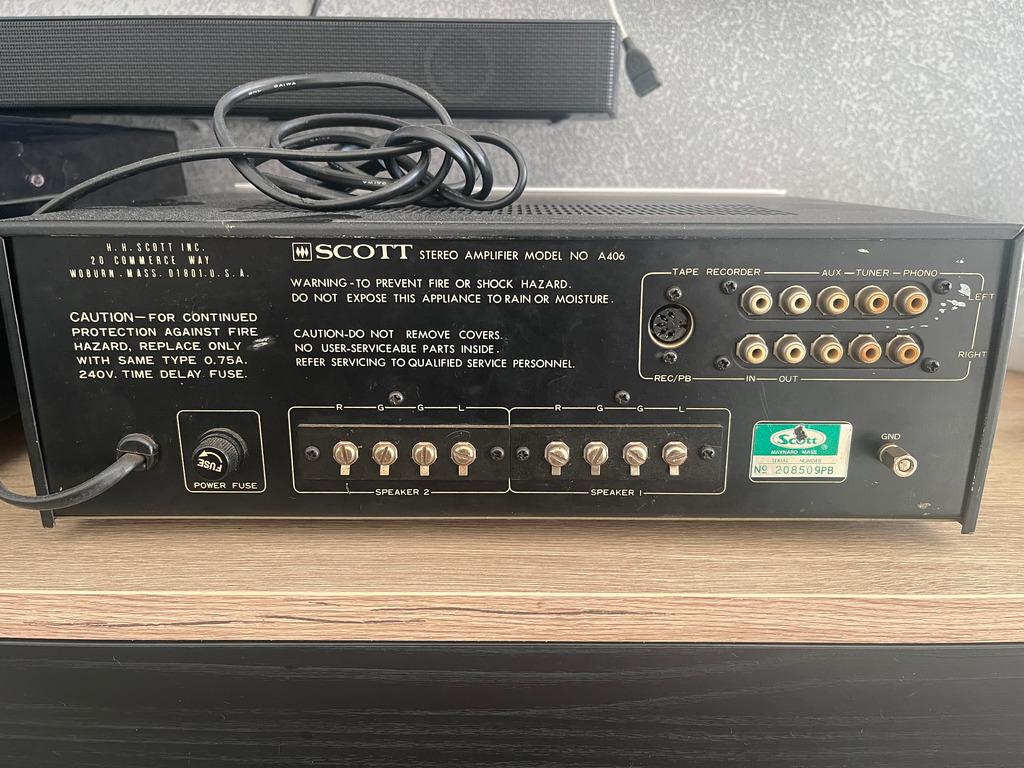 DAIWA
DAIWA
H.H.SCOTT INC.
20 COMMERCE WAY
WOBURN.MASS.01801.U.S.A.
SCOTT STEREO AMPLIFIER MODEL NO A406
WARNING-TO PREVENT FIRE OR SHOCK HAZARD.
DO NOT EXPOSE THIS APPLIANCE TO RAIN OR MOISTURE.
CAUTION-DO NOT REMOVE COVERS.
NO USER-SERVICEABLE PARTS INSIDE.
REFER SERVICING TO QUALIFIED SERVICE PERSONNEL.
CAUTION-FOR CONTINUED
PROTECTION AGAINST FIRE
HAZARD, REPLACE ONLY
WITH SAME TYPE 0.75A.
240V. TIME DELAY FUSE.
TAPE RECORDER AUX-TUNER-PHONO
LEFT
RIGHT
REC/PB IN OUT
FUSE
POWER FUSE
R G G L
SPEAKER 2
R G G L
SPEAKER 1
Scott
MAYNARD MASS
SERIAL NUMBER
No 208509PB
GND